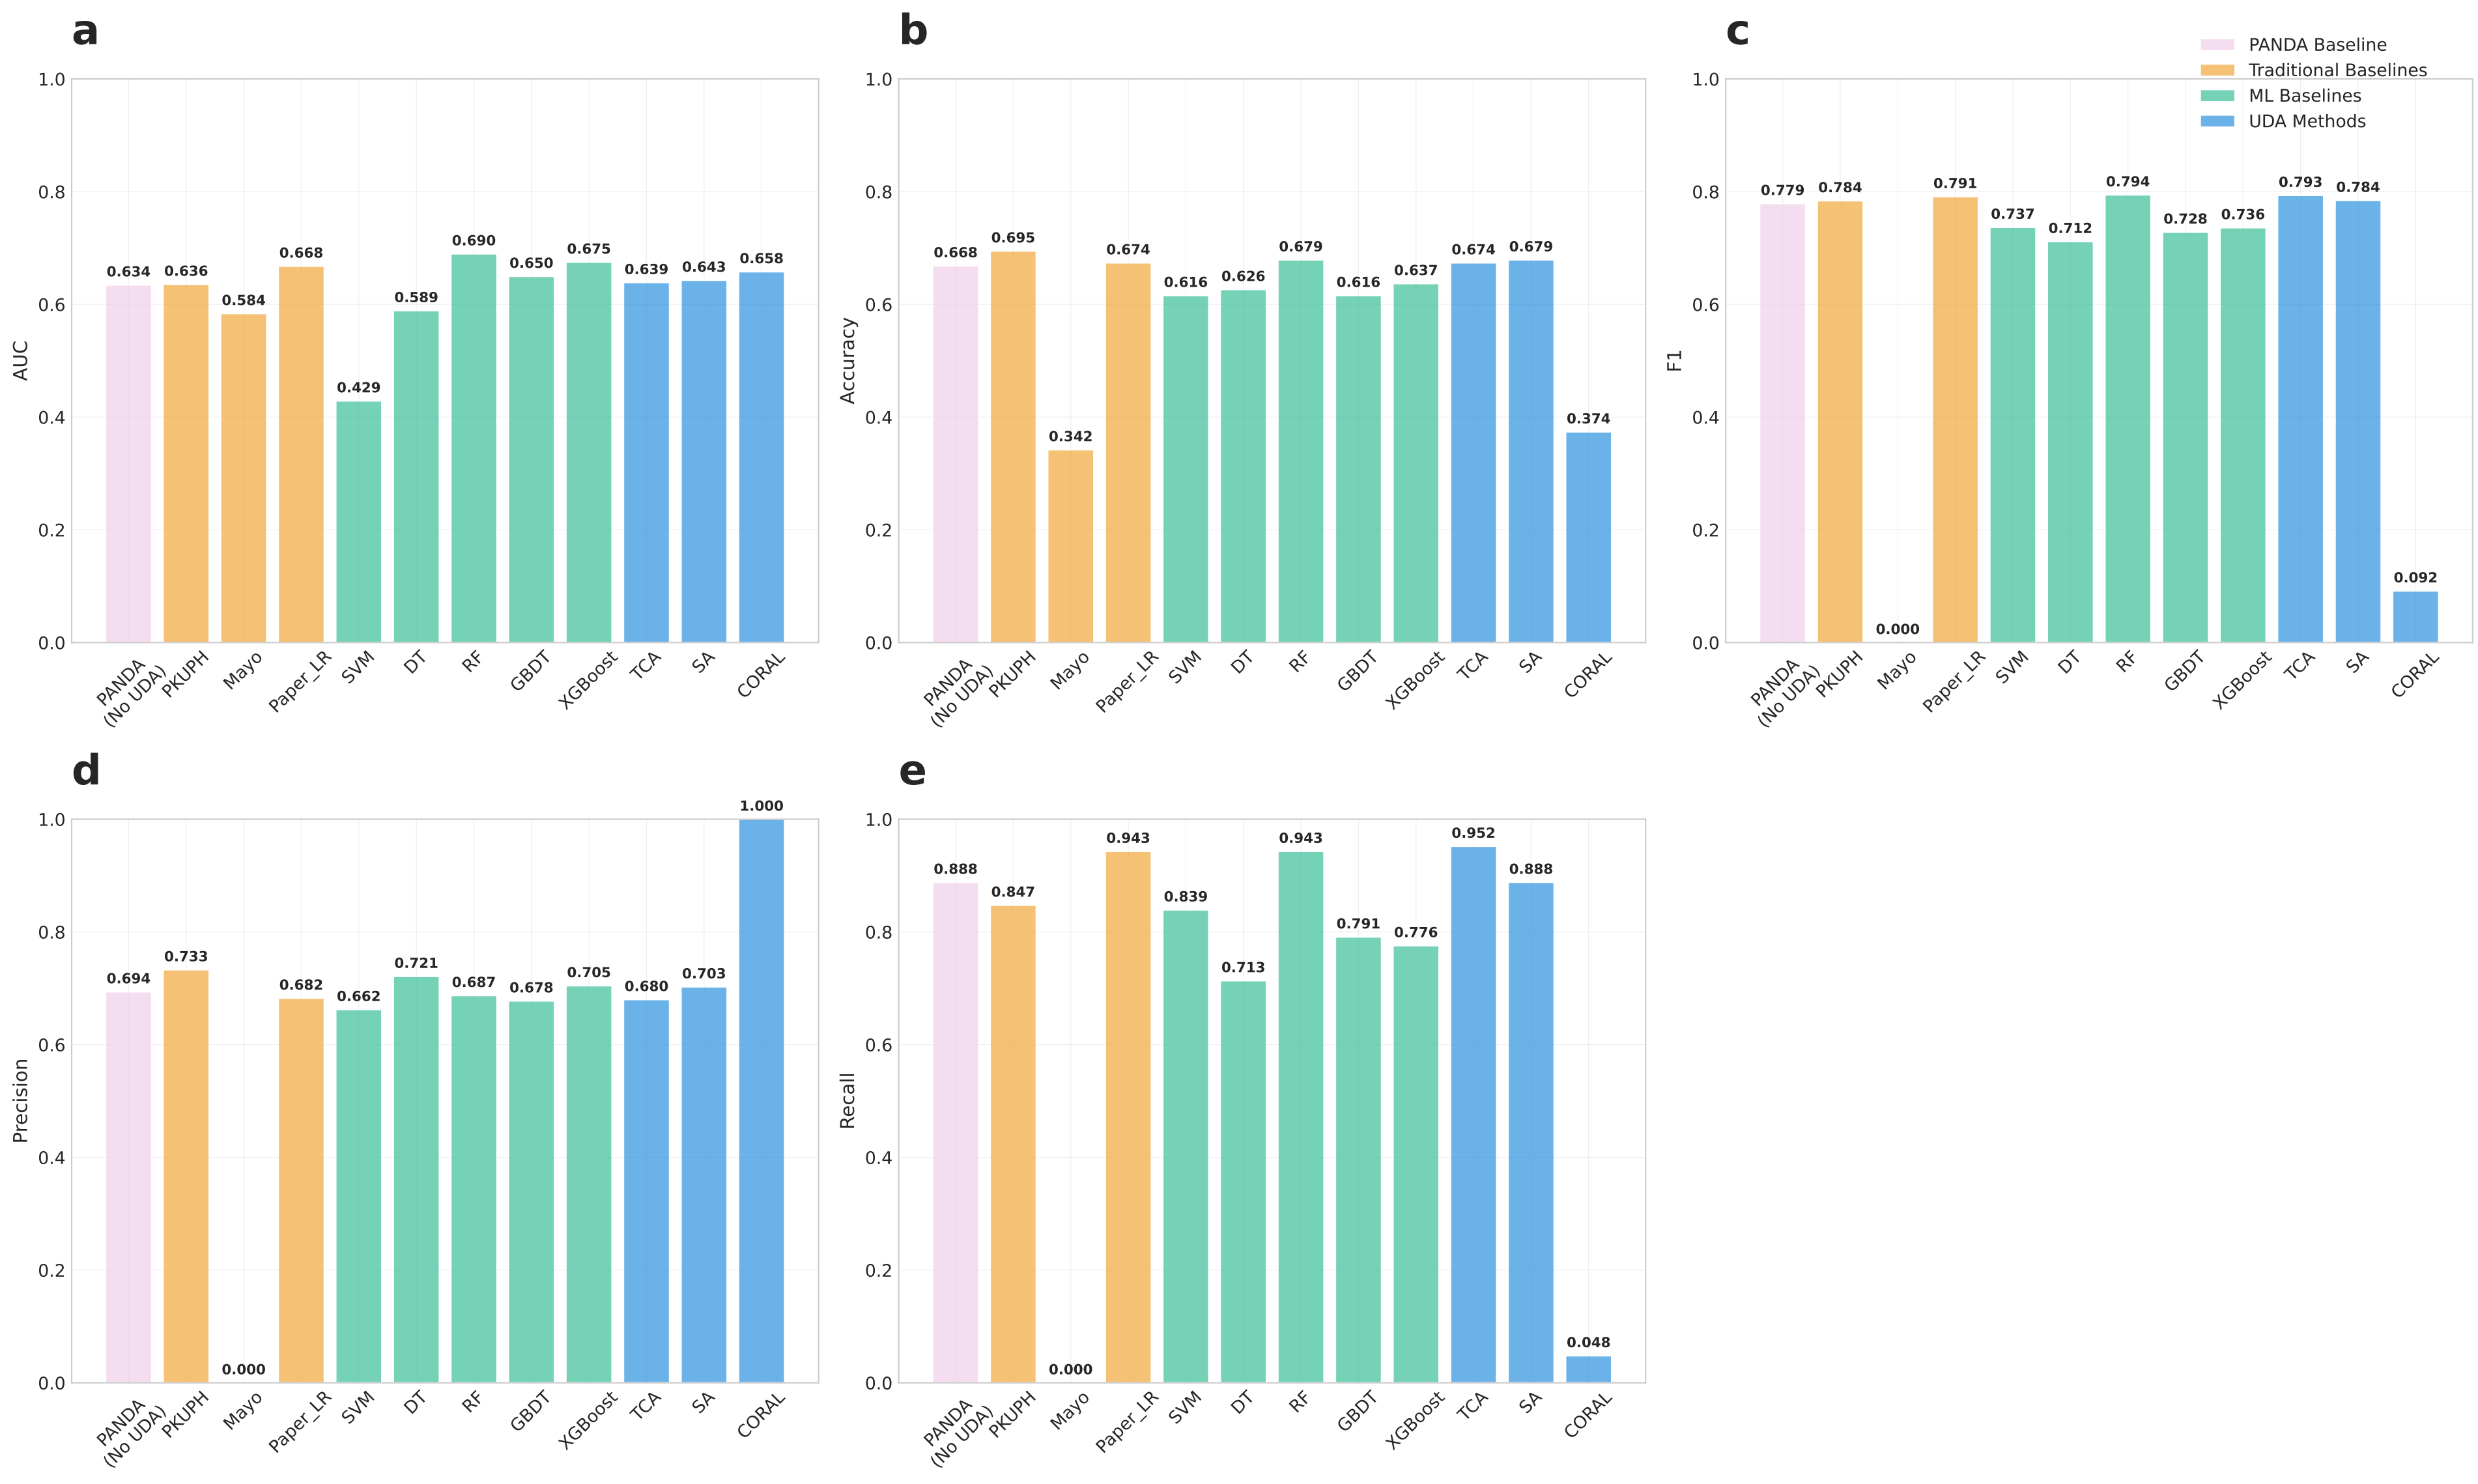 a
1.0
0.8
0.6
0.4
0.2
0.0
AUC
0.634
0.636
0.584
0.668
0.429
0.589
0.690
0.650
0.675
0.639
0.643
0.658
PANDA
(No UDA)
PKUPH
Mayo
Paper_LR
SVM
DT
RF
GBDT
XGBoost
TCA
SA
CORAL
b
1.0
0.8
0.6
0.4
0.2
0.0
Accuracy
0.668
0.695
0.342
0.674
0.616
0.626
0.679
0.616
0.637
0.674
0.679
0.374
PANDA
(No UDA)
PKUPH
Mayo
Paper_LR
SVM
DT
RF
GBDT
XGBoost
TCA
SA
CORAL
c
PANDA Baseline
Traditional Baselines
ML Baselines
UDA Methods
1.0
0.8
0.6
0.4
0.2
0.0
F1
0.779
0.784
0.000
0.791
0.737
0.712
0.794
0.728
0.736
0.793
0.784
0.092
PANDA
(No UDA)
PKUPH
Mayo
Paper_LR
SVM
DT
RF
GBDT
XGBoost
TCA
SA
CORAL
d
1.0
0.8
0.6
0.4
0.2
0.0
Precision
0.694
0.733
0.000
0.682
0.662
0.721
0.687
0.678
0.705
0.680
0.703
1.000
PANDA
(No UDA)
PKUPH
Mayo
Paper_LR
SVM
DT
RF
GBDT
XGBoost
TCA
SA
CORAL
e
1.0
0.8
0.6
0.4
0.2
0.0
Recall
0.888
0.847
0.000
0.943
0.839
0.713
0.943
0.791
0.776
0.952
0.888
0.048
PANDA
(No UDA)
PKUPH
Mayo
Paper_LR
SVM
DT
RF
GBDT
XGBoost
TCA
SA
CORAL